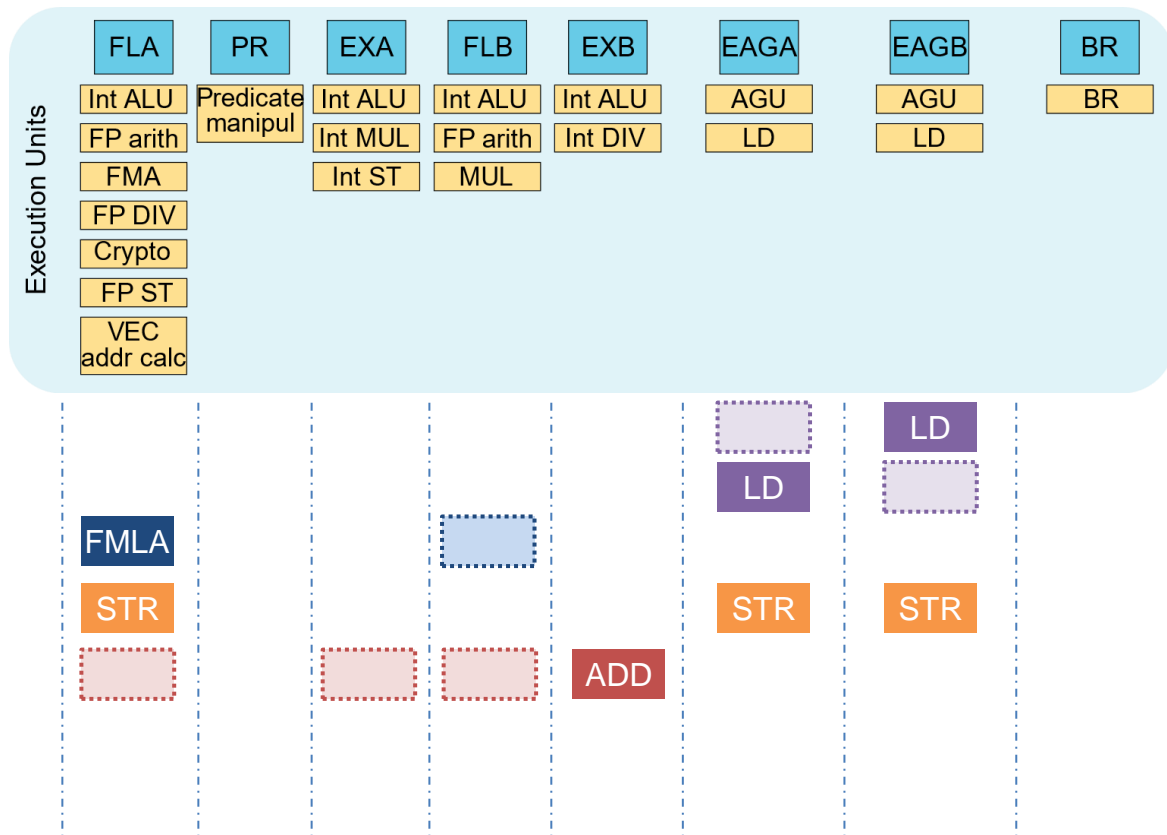 Execution Units
FLA
PR
EXA
FLB
EXB
EAGA
EAGB
BR
Int ALU
Predicate
manipul
Int ALU
Int ALU
Int ALU
AGU
AGU
BR
FP arith
Int MUL
FP arith
Int DIV
LD
LD
FMA
Int ST
MUL
FP DIV
Crypto
FP ST
VEC
addr calc
LD
LD
FMLA
STR
STR
STR
ADD